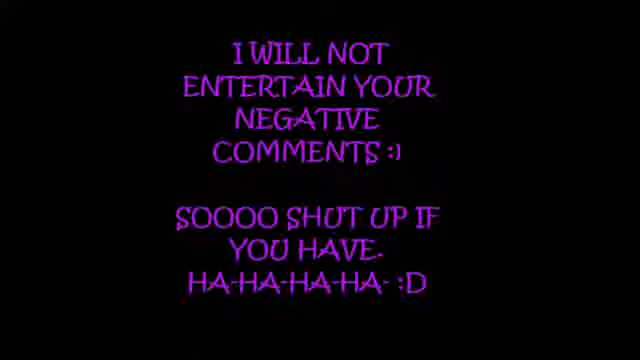 I WILL NOT
ENTERTAIN YOUR
NEGATIVE
COMMENTS :)
SOOOO SHUT UP IF
YOU HAVE.
HA-HA-HA-HA- :D